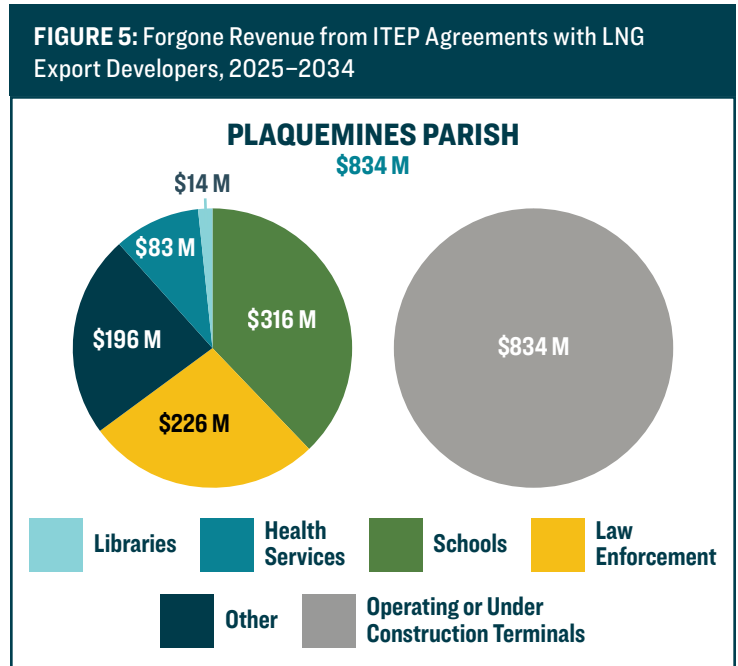 FIGURE 5: Forgone Revenue from ITEP Agreements with LNG
Export Developers, 2025–2034
PLAQUEMINES PARISH
$834 M
$14 M
$83 M
$316 M
$196 M
$226 M
$834 M
Libraries
Health
Services
Schools
Law
Enforcement
Other
Operating or Under
Construction Terminals